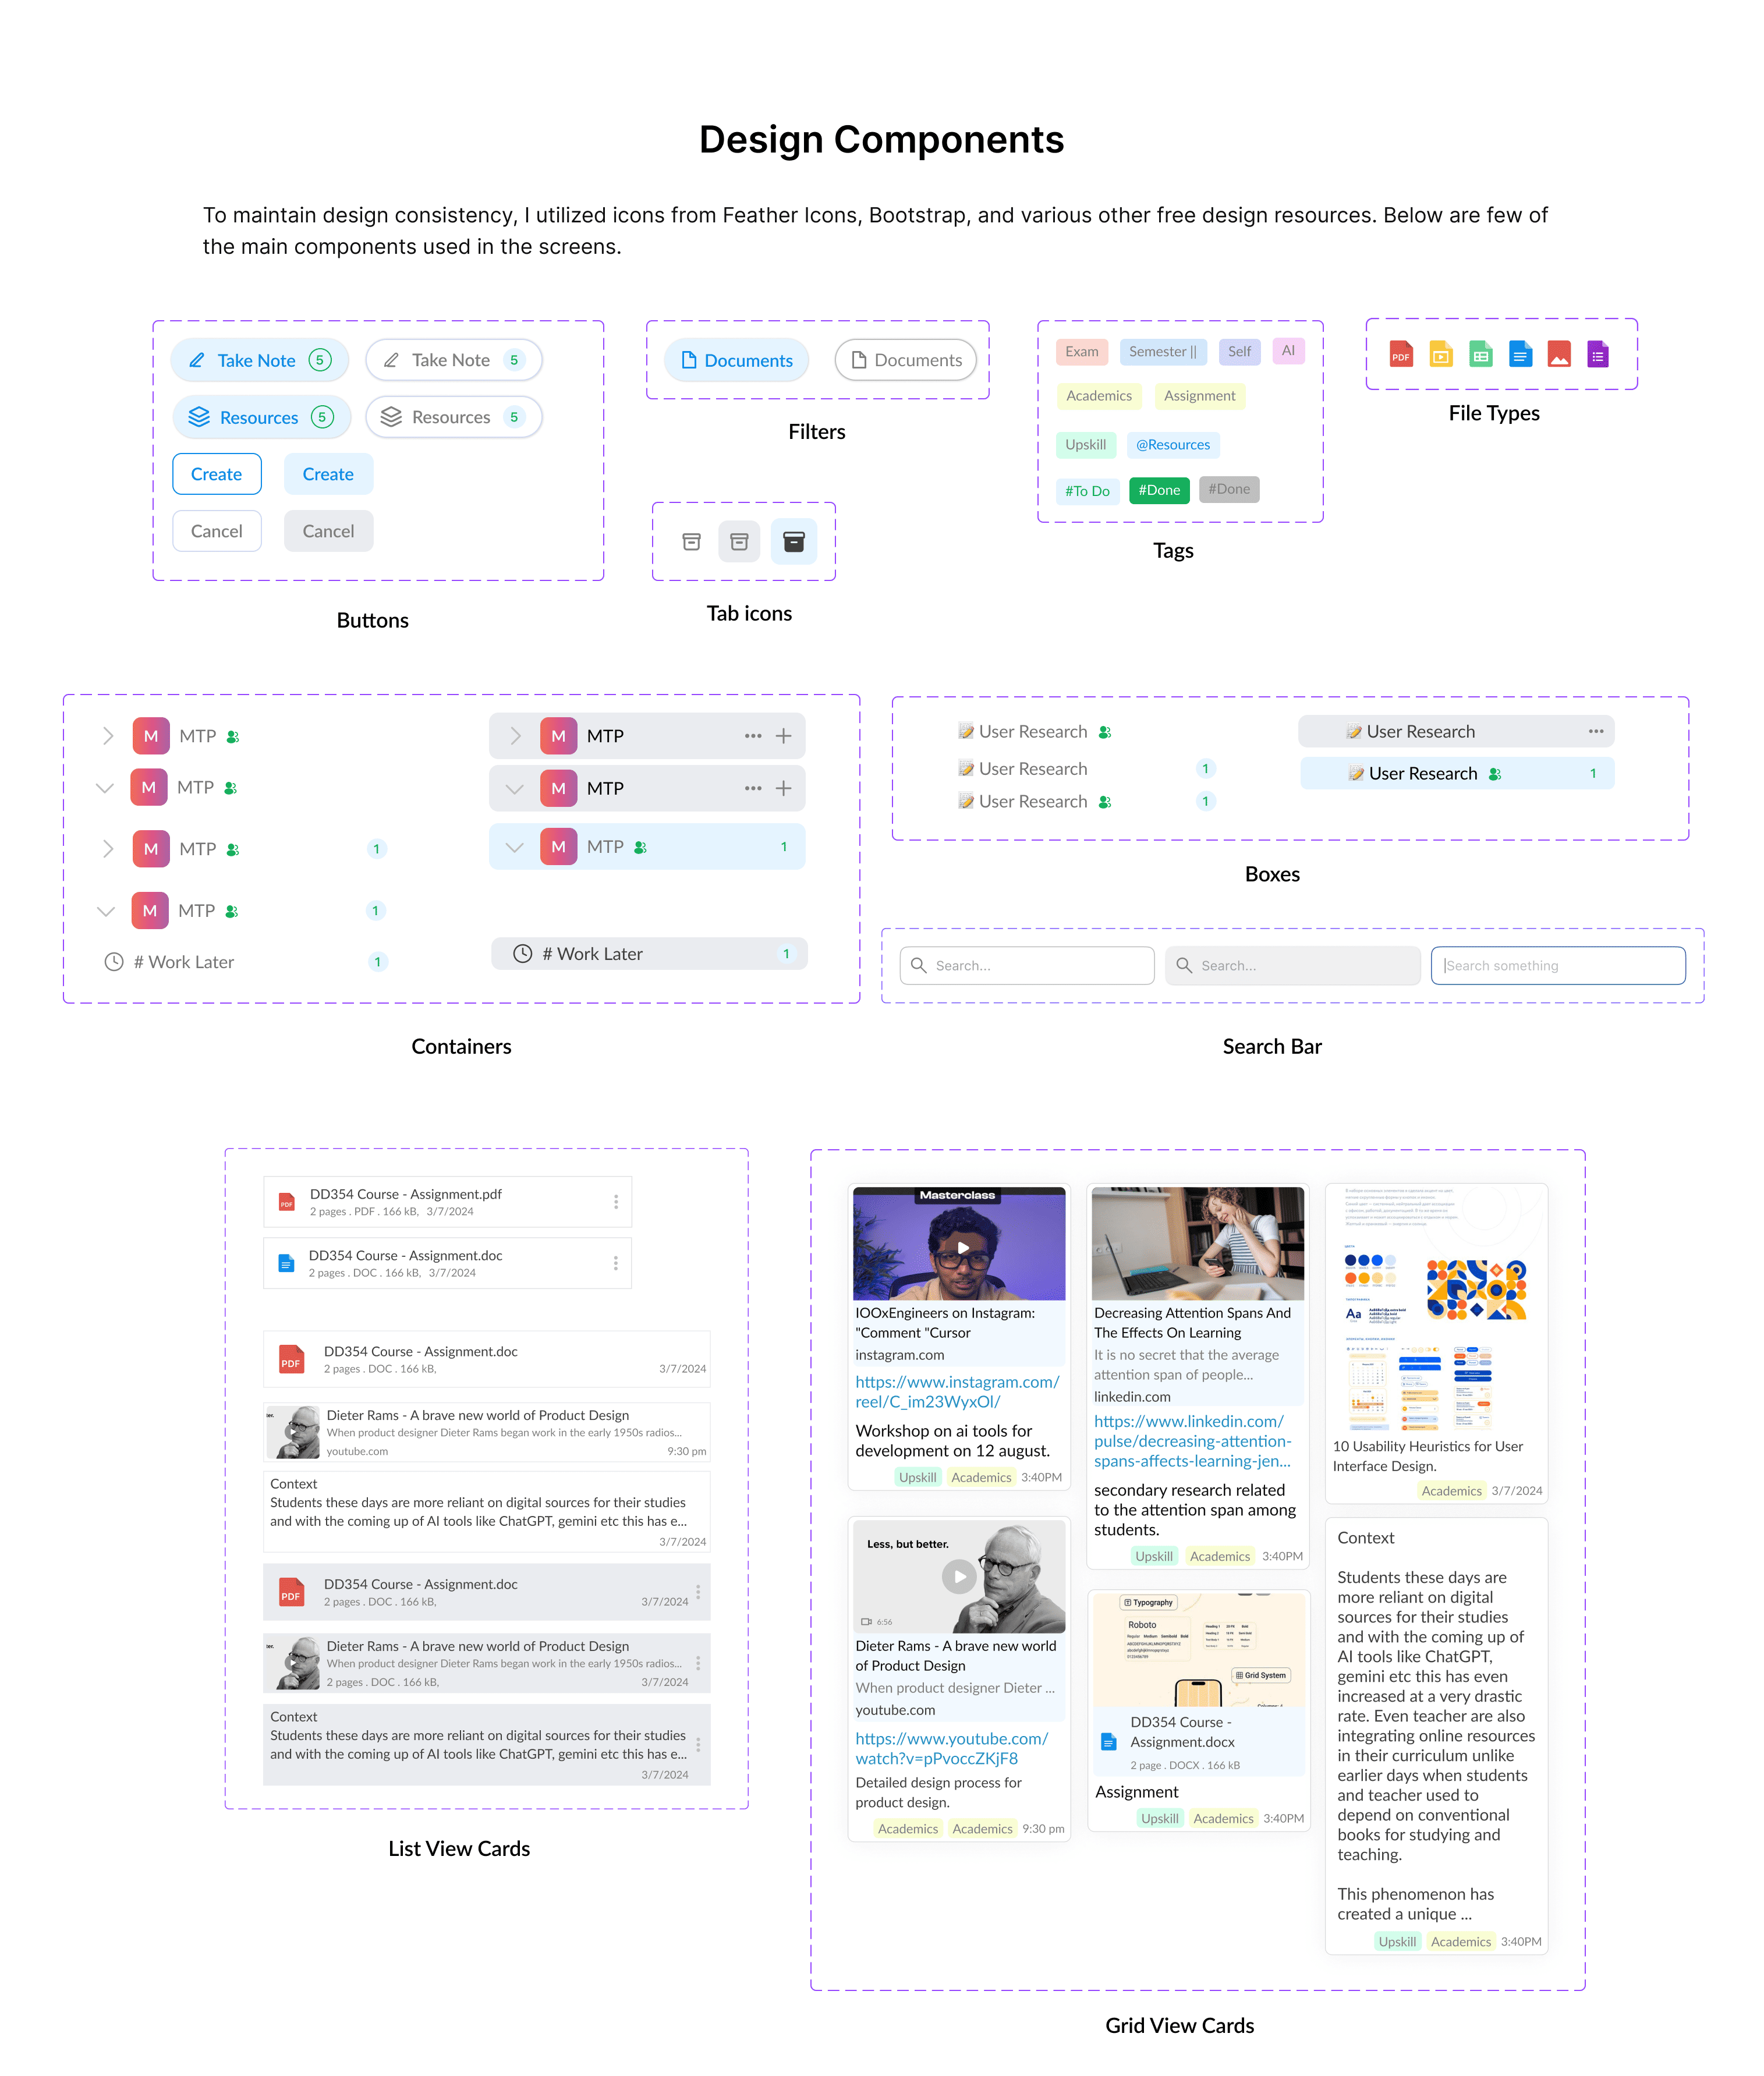 Design Components
To maintain design consistency, I utilized icons from Feather Icons, Bootstrap, and various other free design resources. Below are few of
the main components used in the screens.
Take Note 5
Take Note 5
Resources 5
Resources 5
Create
Create
Cancel
Cancel
Buttons
Documents
Documents
Filters
Tab icons
Exam
Semester ||
Self
AI
Academics
Assignment
Upskill
@Resources
#To Do
#Done
#Done
Tags
PDF
File Types
M MTP
M MTP
M MTP 1
M MTP 1
# Work Later 1
M MTP
M MTP
M MTP 1
# Work Later 1
Containers
User Research
User Research 1
User Research 1
User Research
User Research 1
Boxes
Search...
Search...
Search something
Search Bar
DD354 Course - Assignment.pdf
2 pages . PDF . 166 kB, 3/7/2024
DD354 Course - Assignment.doc
2 pages . DOC . 166 kB, 3/7/2024
PDF
DD354 Course - Assignment.doc
2 pages . DOC . 166 kB,
3/7/2024
Dieter Rams - A brave new world of Product Design
When product designer Dieter Rams began work in the early 1950s radios...
youtube.com
9:30 pm
Context
Students these days are more reliant on digital sources for their studies
and with the coming up of AI tools like ChatGPT, gemini etc this has e...
3/7/2024
PDF
DD354 Course - Assignment.doc
2 pages . DOC . 166 kB,
3/7/2024
Dieter Rams - A brave new world of Product Design
When product designer Dieter Rams began work in the early 1950s radios...
2 pages . DOC . 166 kB,
3/7/2024
Context
Students these days are more reliant on digital sources for their studies
and with the coming up of AI tools like ChatGPT, gemini etc this has e...
3/7/2024
List View Cards
Masterclass
IOOxEngineers on Instagram:
"Comment "Cursor
instagram.com
https://www.instagram.com/
reel/C_im23WyxOl/
Workshop on ai tools for
development on 12 august.
Upskill Academics 3:40PM
Less, but better.
6:56
Dieter Rams - A brave new world
of Product Design
When product designer Dieter ...
youtube.com
https://www.youtube.com/
watch?v=pPvoccZKjF8
Detailed design process for
product design.
Academics Academics 9:30 pm
Decreasing Attention Spans And
The Effects On Learning
It is no secret that the average
attention span of people...
linkedin.com
https://www.linkedin.com/
pulse/decreasing-attention-
spans-affects-learning-jen...
secondary research related
to the attention span among
students.
Upskill Academics 3:40PM
Typography
Roboto
Grid System
DD354 Course -
Assignment.docx
2 page . DOCX . 166 kB
Assignment
Upskill Academics 3:40PM
Aa
10 Usability Heuristics for User
Interface Design.
Academics 3/7/2024
Context
Students these days are
more reliant on digital
sources for their studies
and with the coming up of
AI tools like ChatGPT,
gemini etc this has even
increased at a very drastic
rate. Even teacher are also
integrating online resources
in their curriculum unlike
earlier days when students
and teacher used to
depend on conventional
books for studying and
teaching.
This phenomenon has
created a unique ...
Upskill Academics 3:40PM
Grid View Cards